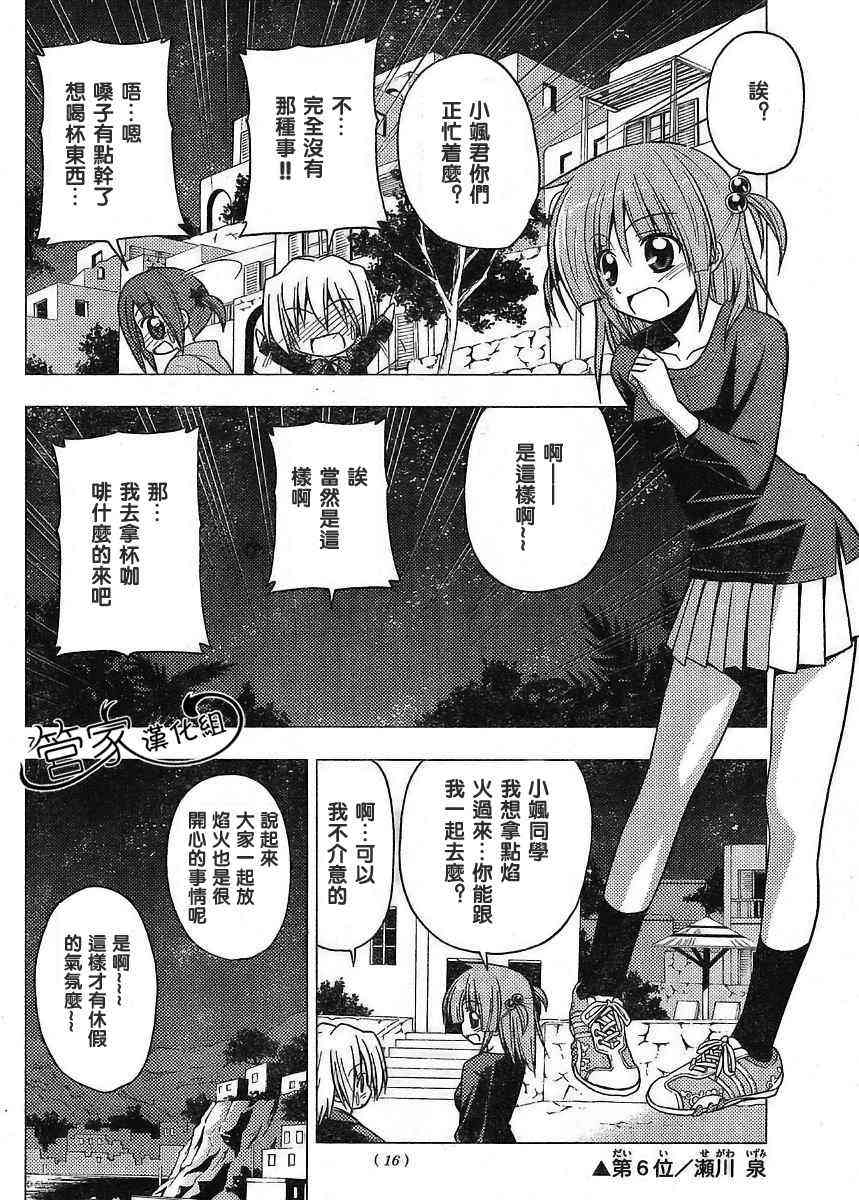 誒？
小颯君你們
正忙着麼？
不…
完全沒有
那種事!!
唔…嗯
嗓子有點幹了
想喝杯東西…
啊——
是這樣啊~~
誒
當然是這
樣啊
那…
我去拿杯咖
啡什麼的來吧
管家漢化組
小颯同學
我想拿點焰
火過來…你能跟
我一起去麼？
啊…可以
我不介意的
說起來
大家一起放
焰火也是很
開心的事情呢
是啊~~~
這樣才有休假
的氣氛麼~
(16)
だい い せがわ いずみ
▲第6位／瀬川 泉